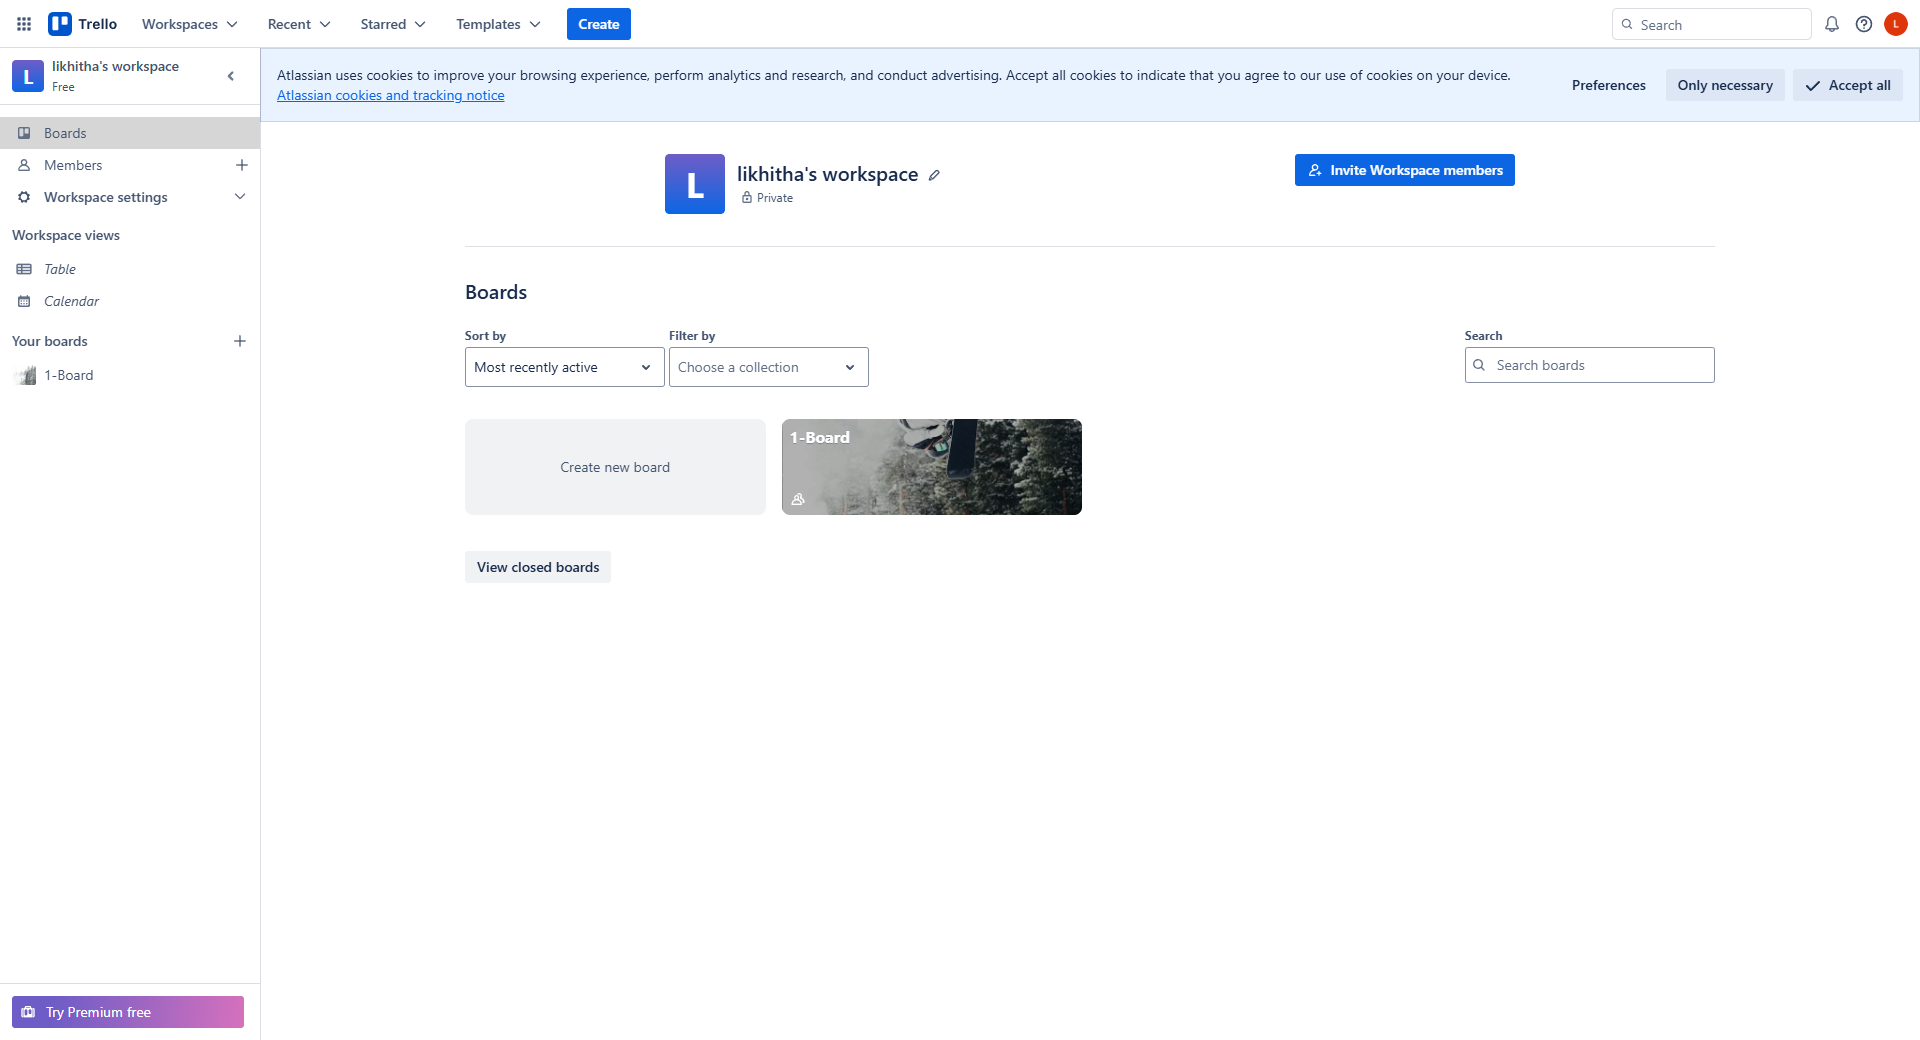 Trello
Workspaces
Recent
Starred
Templates
Create
Search
L
L
likhitha's workspace
Free
Atlassian uses cookies to improve your browsing experience, perform analytics and research, and conduct advertising. Accept all cookies to indicate that you agree to our use of cookies on your device.
Atlassian cookies and tracking notice
Preferences
Only necessary
Accept all
Boards
Members
Workspace settings
Workspace views
Table
Calendar
Your boards
1-Board
L
likhitha's workspace
Private
Invite Workspace members
Boards
Sort by
Most recently active
Filter by
Choose a collection
Search
Search boards
Create new board
1-Board
View closed boards
Try Premium free